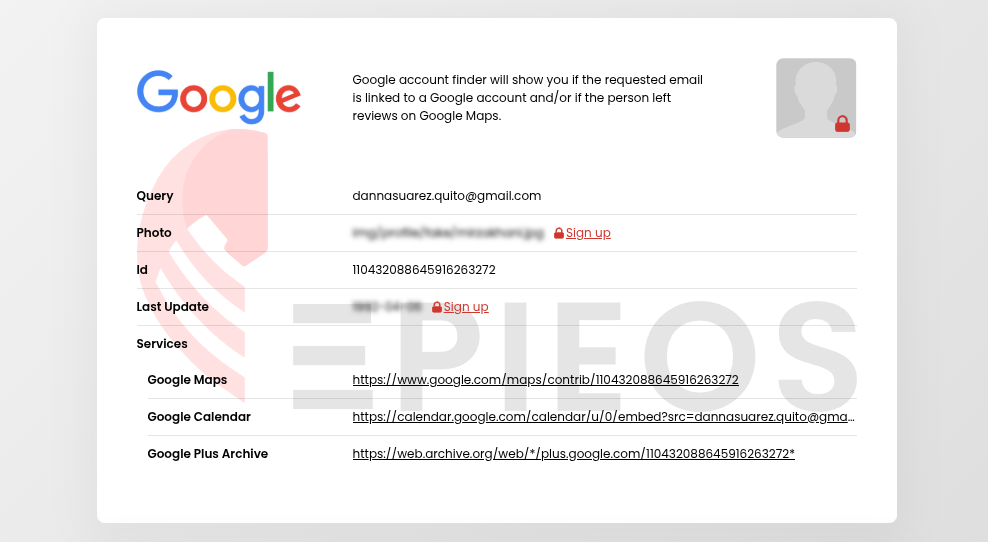 Google
Google account finder will show you if the requested email
is linked to a Google account and/or if the person left
reviews on Google Maps.
Query dannasuarez.quito@gmail.com
Photo Sign up
Id 110432088645916263272
Last Update Sign up
Services
Google Maps https://www.google.com/maps/contrib/110432088645916263272
Google Calendar https://calendar.google.com/calendar/u/0/embed?src=dannasuarez.quito@gma...
Google Plus Archive https://web.archive.org/web/*/plus.google.com/110432088645916263272*
EPIEOS